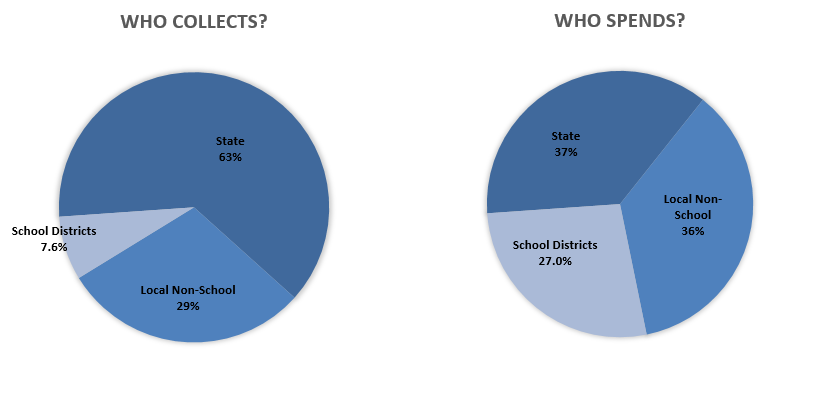 WHO COLLECTS?
State
63%
School Districts
7.6%
Local Non-School
29%
WHO SPENDS?
State
37%
Local Non-
School
36%
School Districts
27.0%